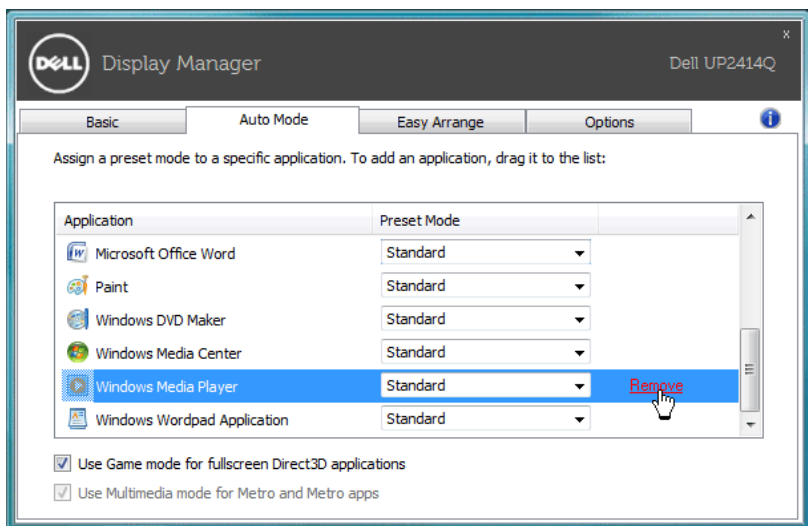 x
DELL Display Manager Dell UP2414Q
Basic Auto Mode Easy Arrange Options i
Assign a preset mode to a specific application. To add an application, drag it to the list:
Application Preset Mode
Microsoft Office Word Standard
Paint Standard
Windows DVD Maker Standard
Windows Media Center Standard
Windows Media Player Standard Remove
Windows Wordpad Application Standard
Use Game mode for fullscreen Direct3D applications
Use Multimedia mode for Metro and Metro apps